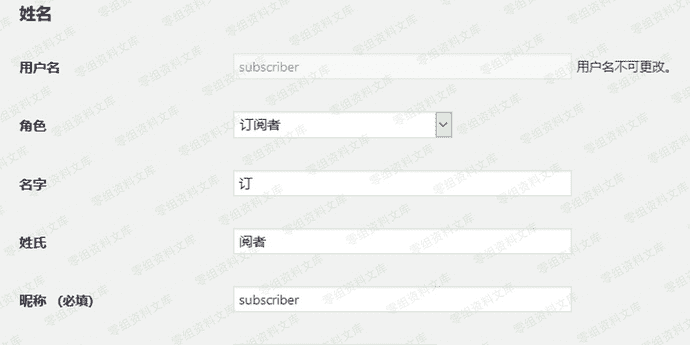 姓名
用户名 subscriber 用户名不可更改。
角色 订阅者
名字 订
姓氏 阅者
昵称 (必填) subscriber
零组资料文库